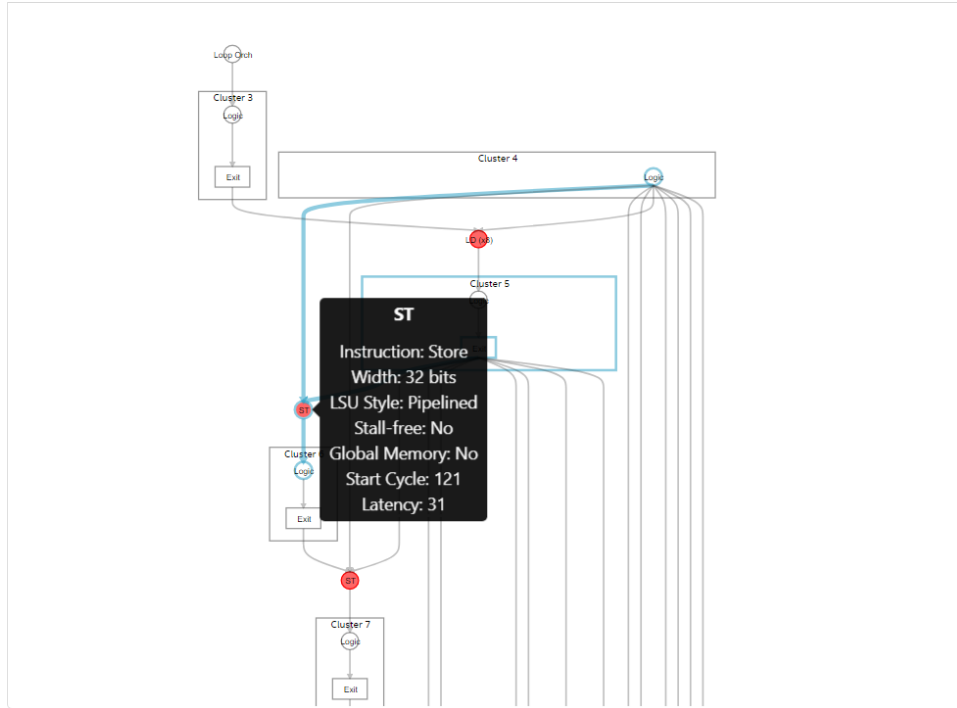 Loop Orch
Cluster 3
Logic
Exit
Cluster 4
Logic
LD (x6)
Cluster 5
ST
Instruction: Store
Width: 32 bits
LSU Style: Pipelined
Stall-free: No
Global Memory: No
Start Cycle: 121
Latency: 31
ST
Cluster
Logic
Exit
ST
Cluster 7
Logic
Exit